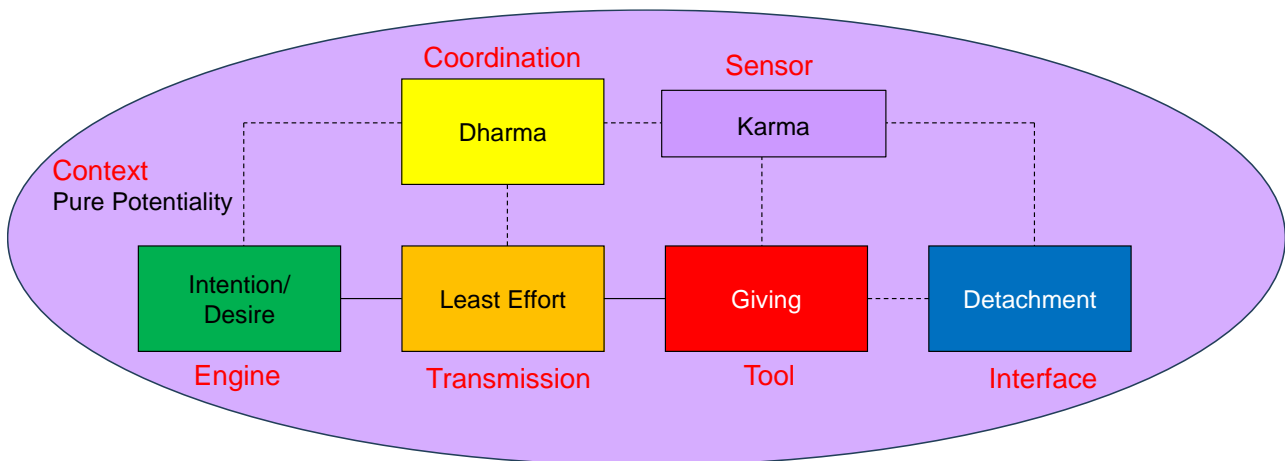 Coordination
Sensor
Dharma
Karma
Context
Pure Potentiality
Intention/
Desire
Least Effort
Giving
Detachment
Engine
Transmission
Tool
Interface